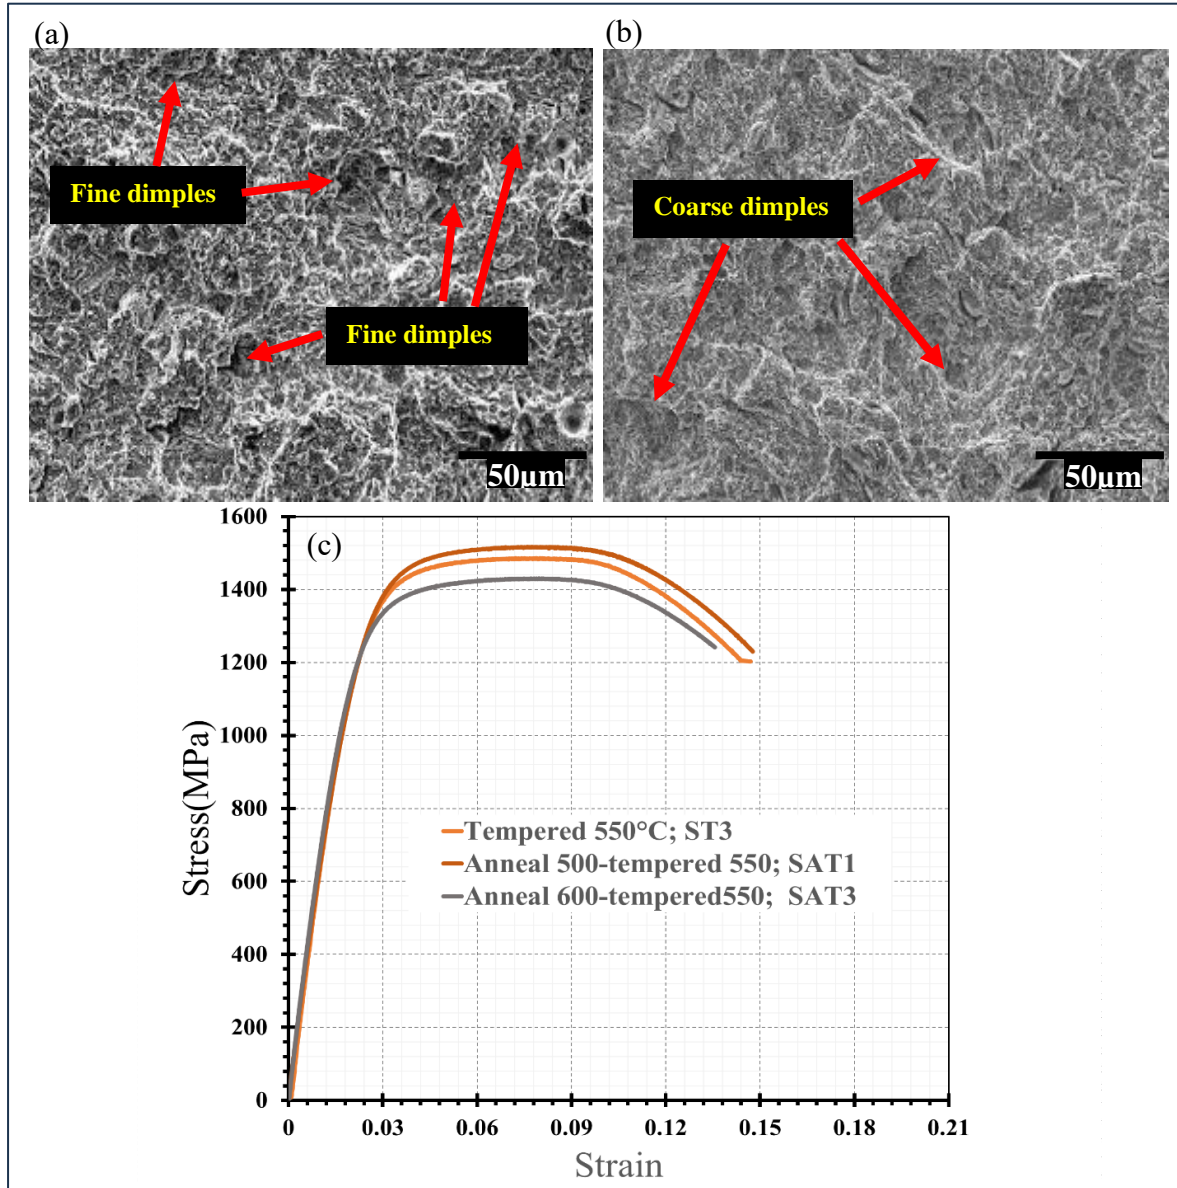 (a)
(b)
Fine dimples
Coarse dimples
Fine dimples
50µm
50µm
(c)
1600
1400
1200
1000
800
600
400
200
0
Stresss(MPa)
Tempered 550°C; ST3
Anneal 500-tempered 550; SAT1
Anneal 600-tempered550;  SAT3
0
0.03
0.06
0.09
0.12
0.15
0.18
0.21
Strain